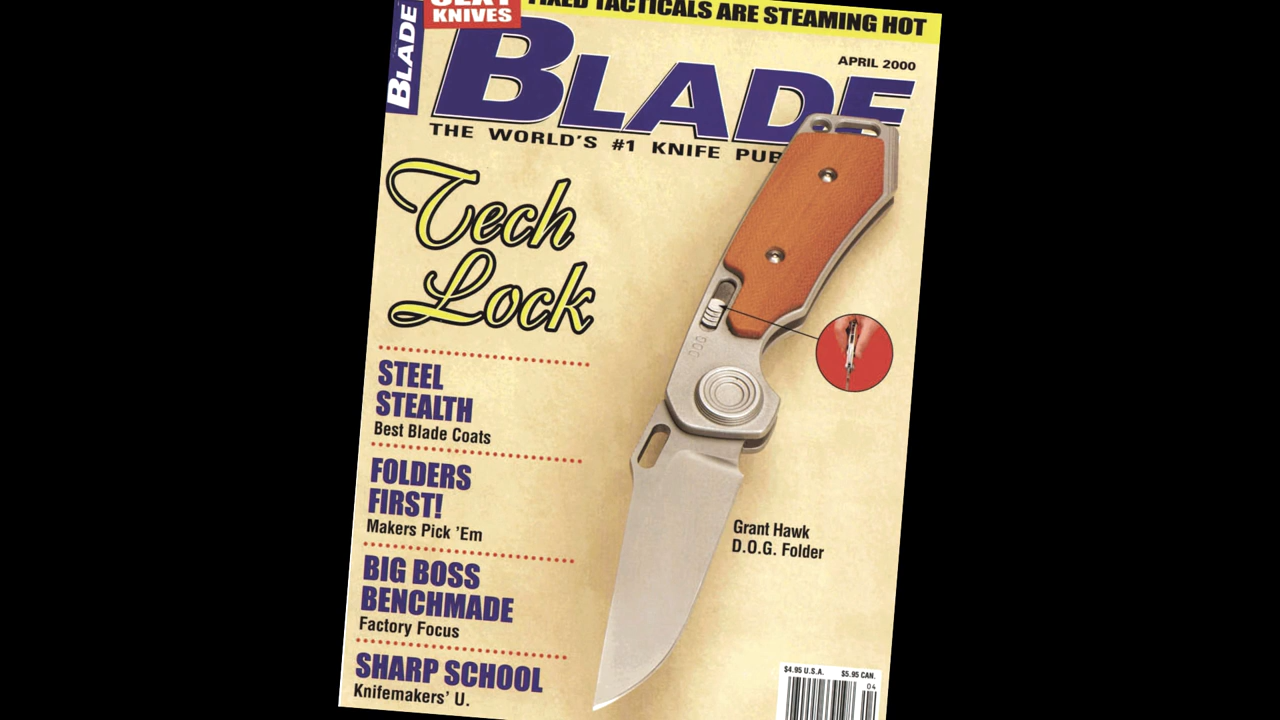 KNIVES
FIXED TACTICALS ARE STEAMING HOT
BLADE
APRIL 2000
BLADE
THE WORLD'S #1 KNIFE PUB
Tech
Lock
STEEL
STEALTH
Best Blade Coats
FOLDERS
FIRST!
Makers Pick 'Em
BIG BOSS
BENCHMADE
Factory Focus
SHARP SCHOOL
Knifemakers' U.
DOG
Grant Hawk
D.O.G. Folder
$4.95 U.S.A. $5.95 CAN.
04